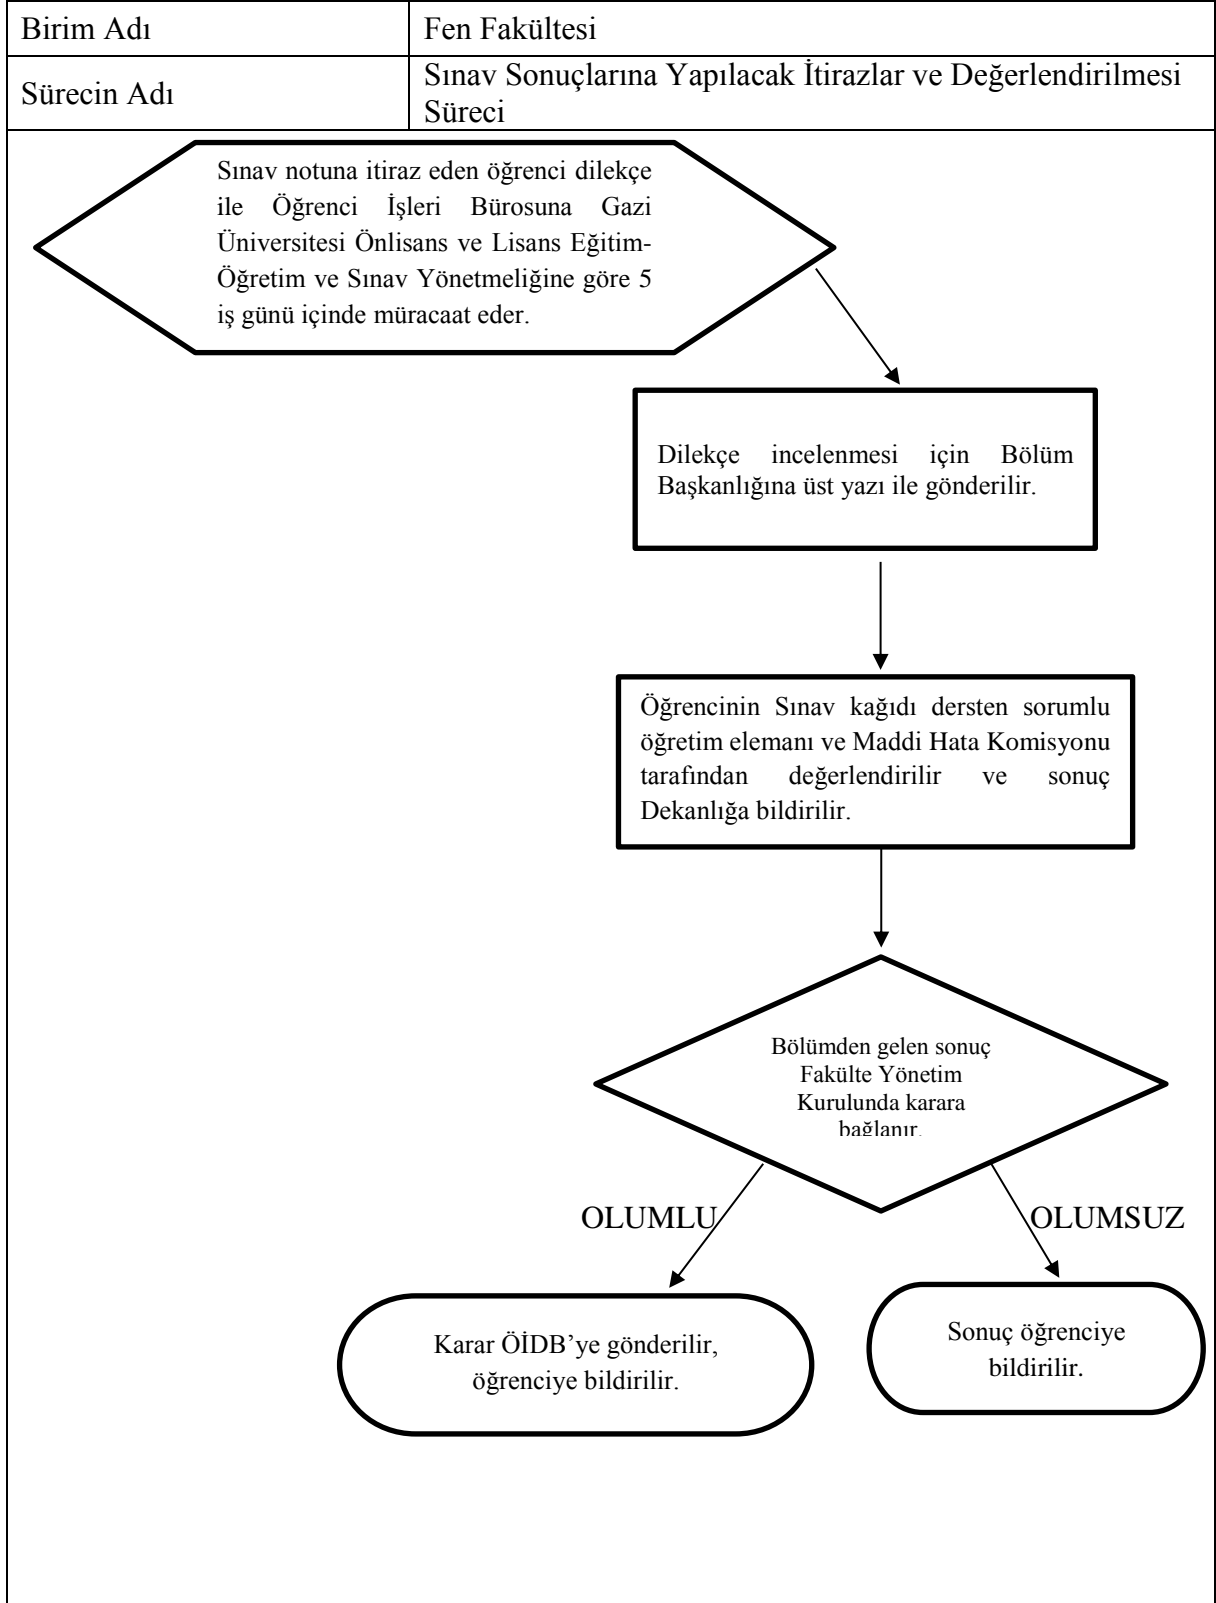 Birim Adı
Fen Fakültesi
Sürecin Adı
Sınav Sonuçlarına Yapılacak İtirazlar ve Değerlendirilmesi
Süreci
Sınav notuna itiraz eden öğrenci dilekçe
ile Öğrenci İşleri Bürosuna Gazi
Üniversitesi Önlisans ve Lisans Eğitim-
Öğretim ve Sınav Yönetmeliğine göre 5
iş günü içinde müracaat eder.
Dilekçe incelenmesi için Bölüm
Başkanlığına üst yazı ile gönderilir.
Öğrencinin Sınav kağıdı dersten sorumlu
öğretim elemanı ve Maddi Hata Komisyonu
tarafından değerlendirilir ve sonuç
Dekanlığa bildirilir.
Bölümden gelen sonuç
Fakülte Yönetim
Kurulunda karara
bağlanır.
OLUMLU
OLUMSUZ
Karar ÖİDB’ye gönderilir,
öğrenciye bildirilir.
Sonuç öğrenciye
bildirilir.